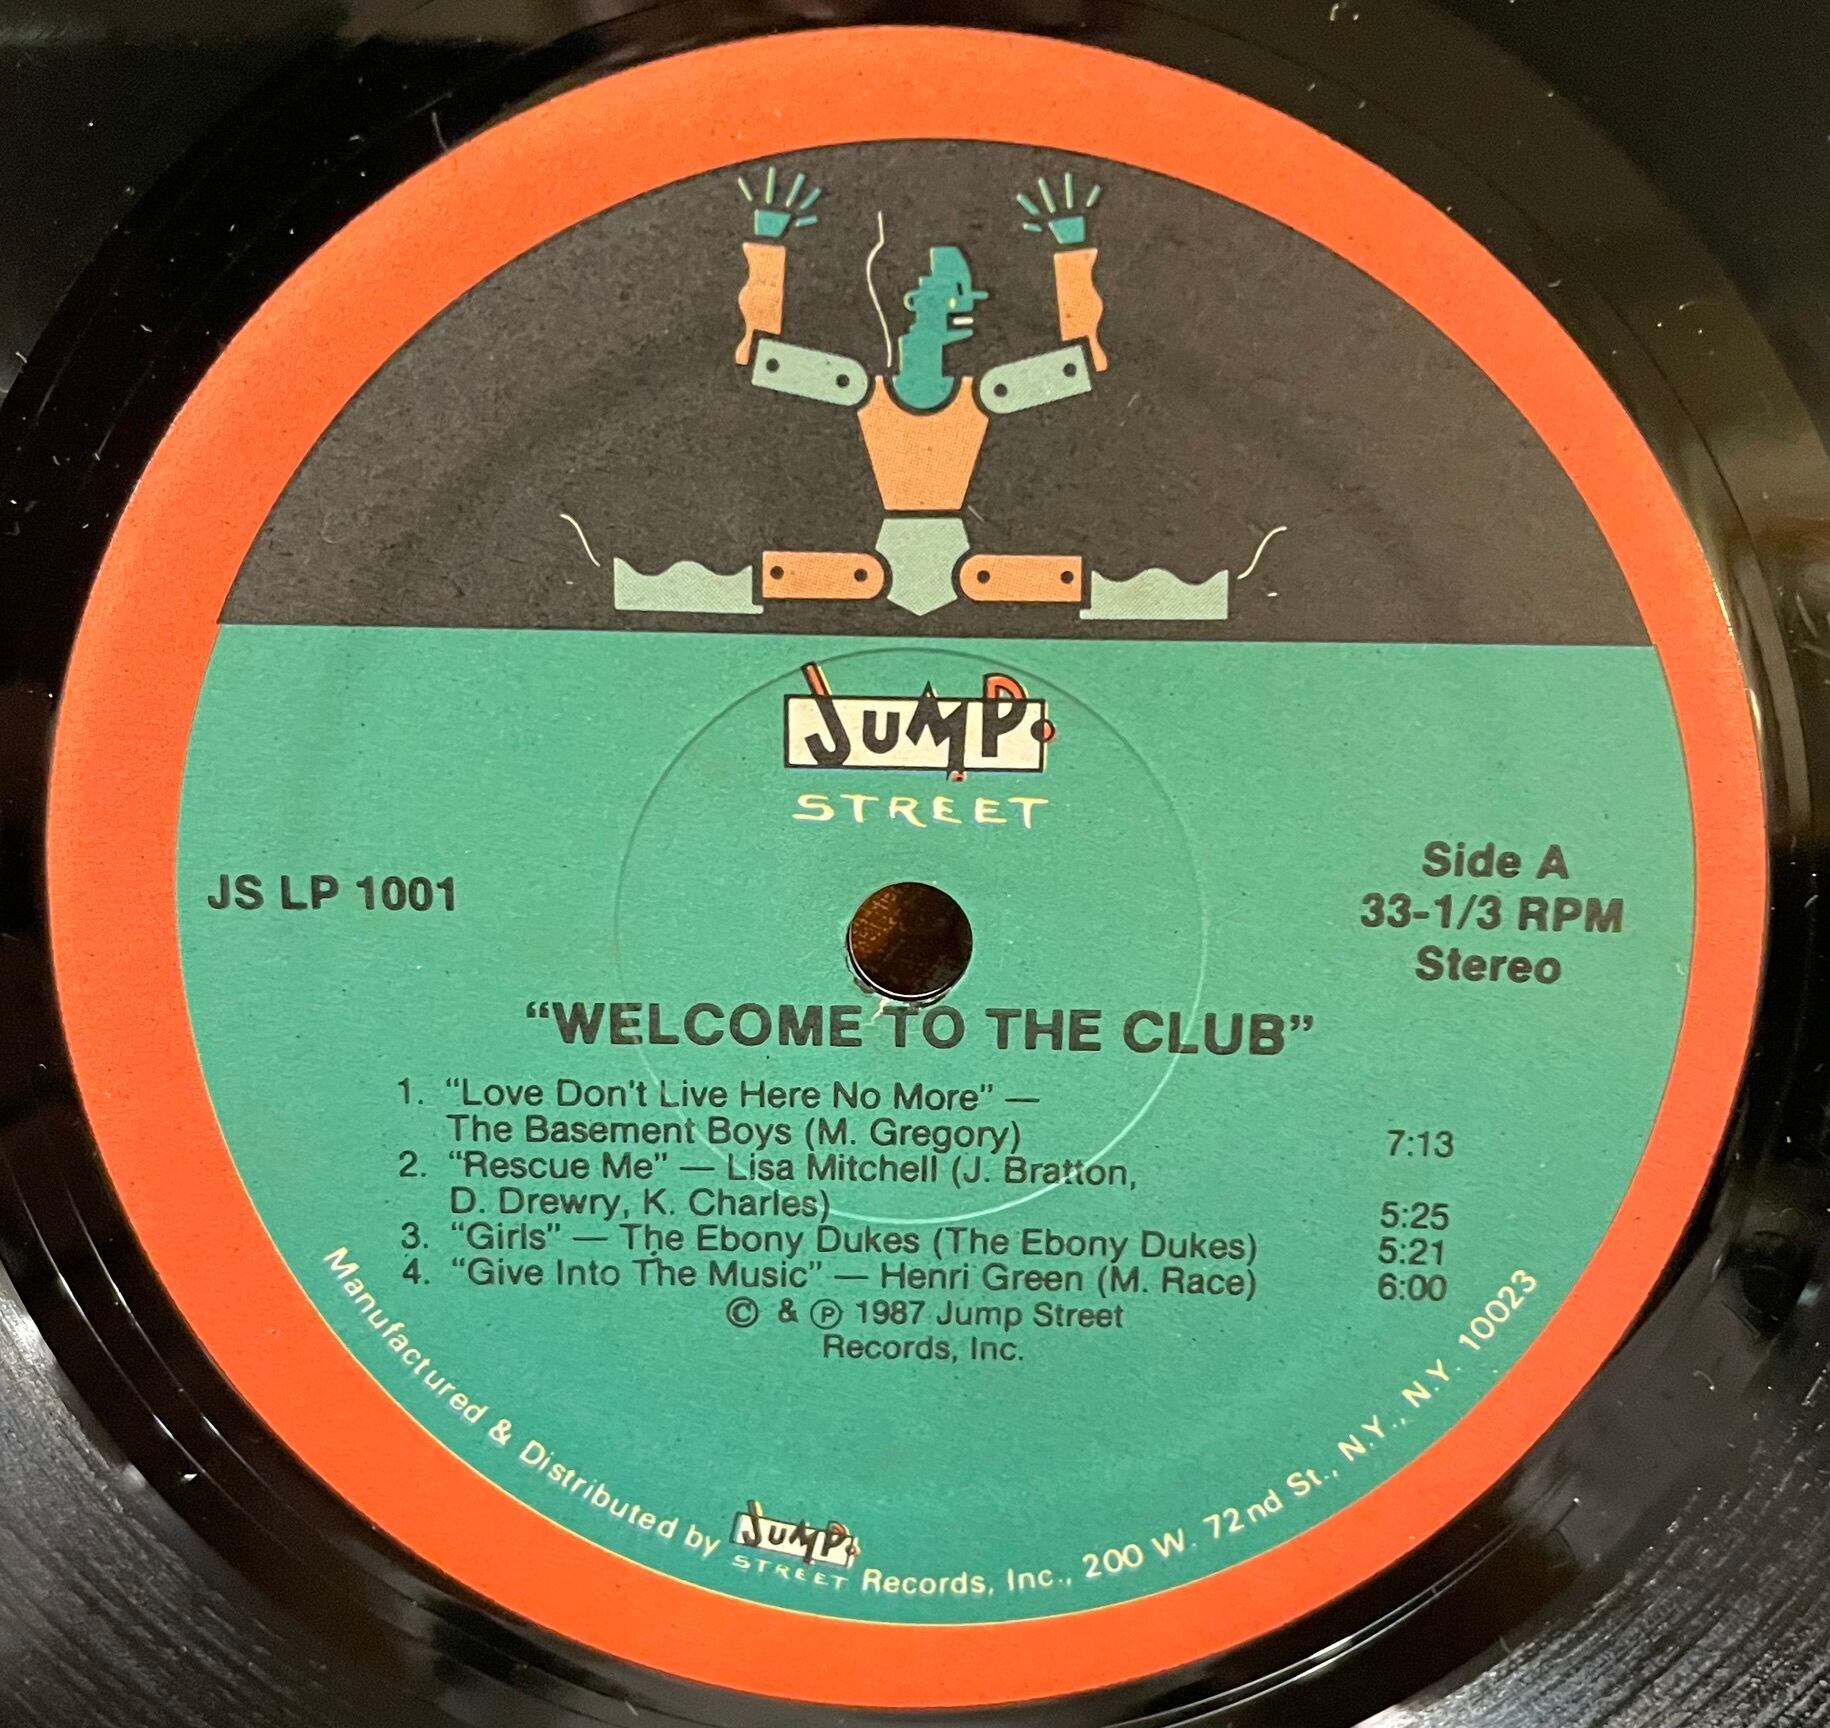 JUMP
STREET
JS LP 1001
Side A
33-1/3 RPM
Stereo
“WELCOME TO THE CLUB”
1. “Love Don't Live Here No More” —
The Basement Boys (M. Gregory) 7:13
2. “Rescue Me” — Lisa Mitchell (J. Bratton,
D. Drewry, K. Charles) 5:25
3. “Girls” — The Ebony Dukes (The Ebony Dukes) 5:21
4. “Give Into The Music” — Henri Green (M. Race) 6:00
© & ℗ 1987 Jump Street
Records, Inc.
Manufactured & Distributed by JUMP STREET Records, Inc., 200 W. 72nd St., N.Y., N.Y. 10023